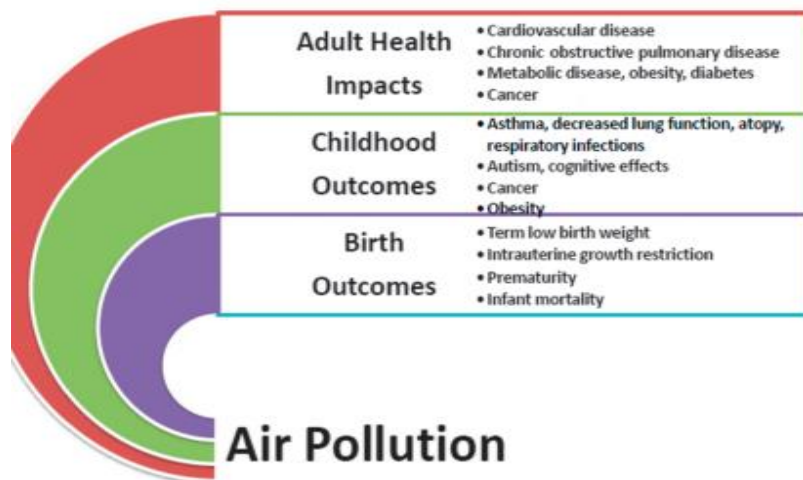 Adult Health
Impacts
• Cardiovascular disease
• Chronic obstructive pulmonary disease
• Metabolic disease, obesity, diabetes
• Cancer
Childhood
Outcomes
• Asthma, decreased lung function, atopy,
respiratory infections
• Autism, cognitive effects
• Cancer
• Obesity
Birth
Outcomes
• Term low birth weight
• Intrauterine growth restriction
• Prematurity
• Infant mortality
Air Pollution